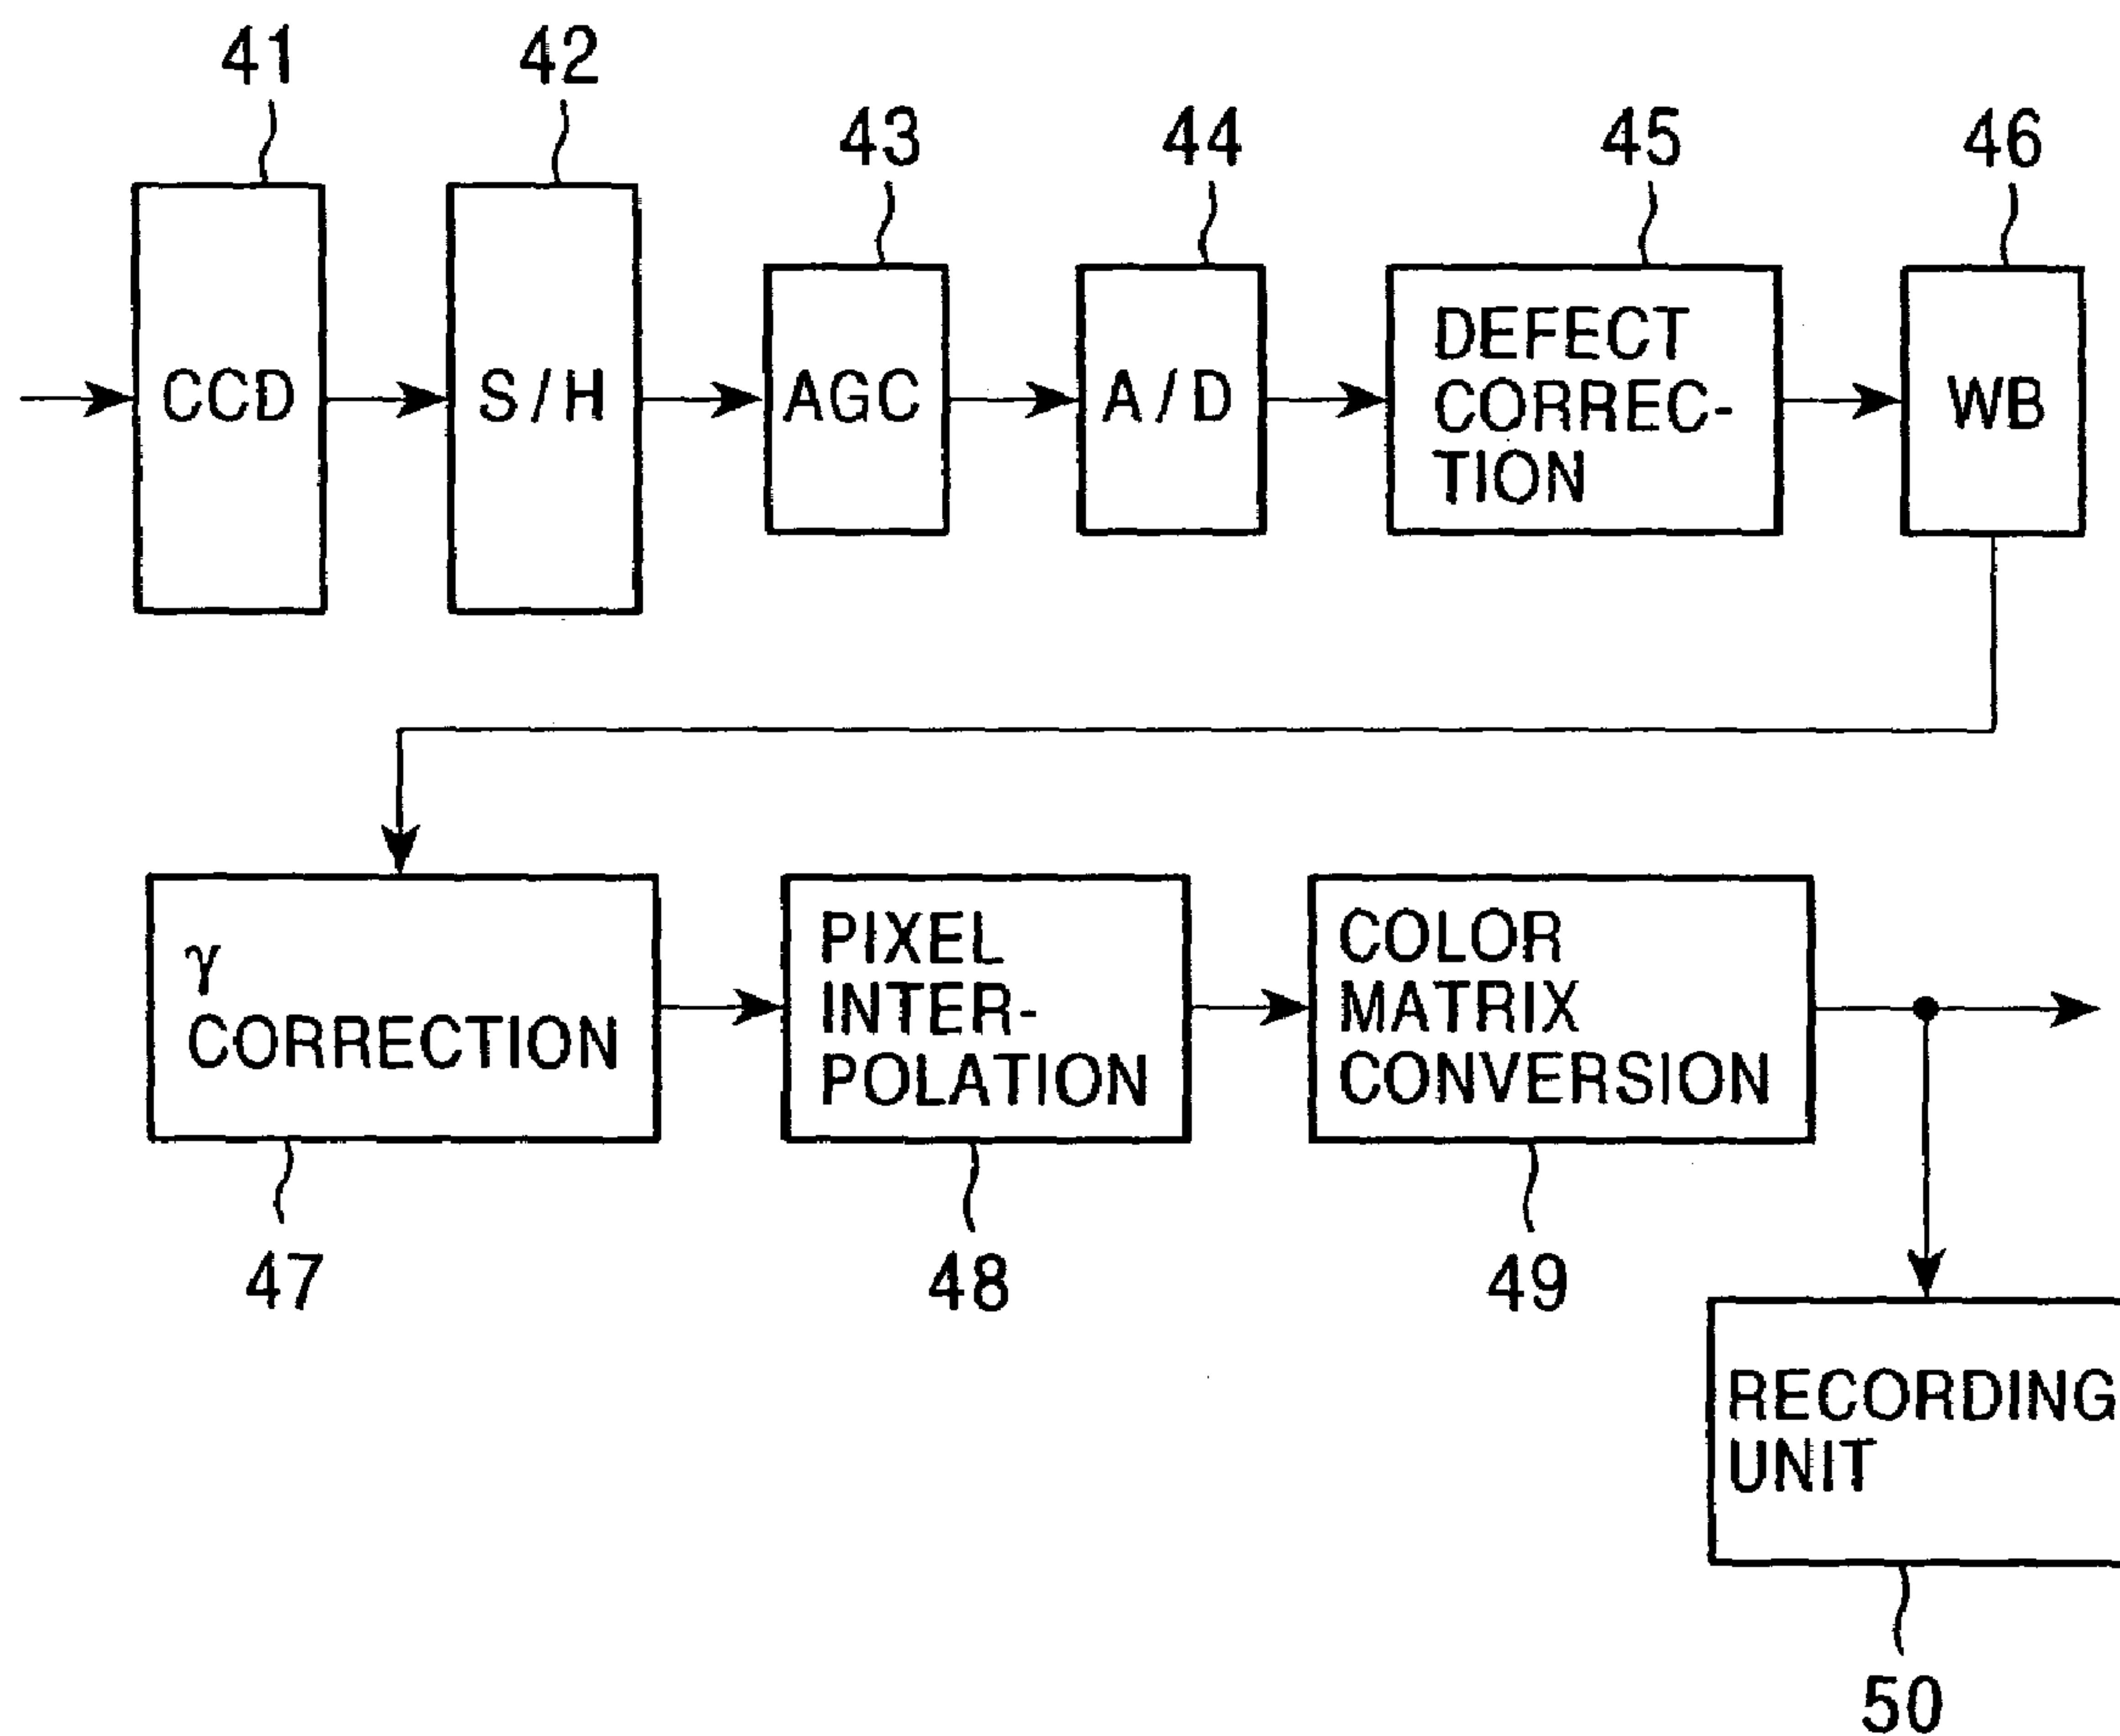 41
42
43
44
45
46
CCD
S/H
AGC
A/D
DEFECT
CORREC-
TION
WB
γ
CORRECTION
PIXEL
INTER-
POLATION
COLOR
MATRIX
CONVERSION
47
48
49
RECORDING
UNIT
50